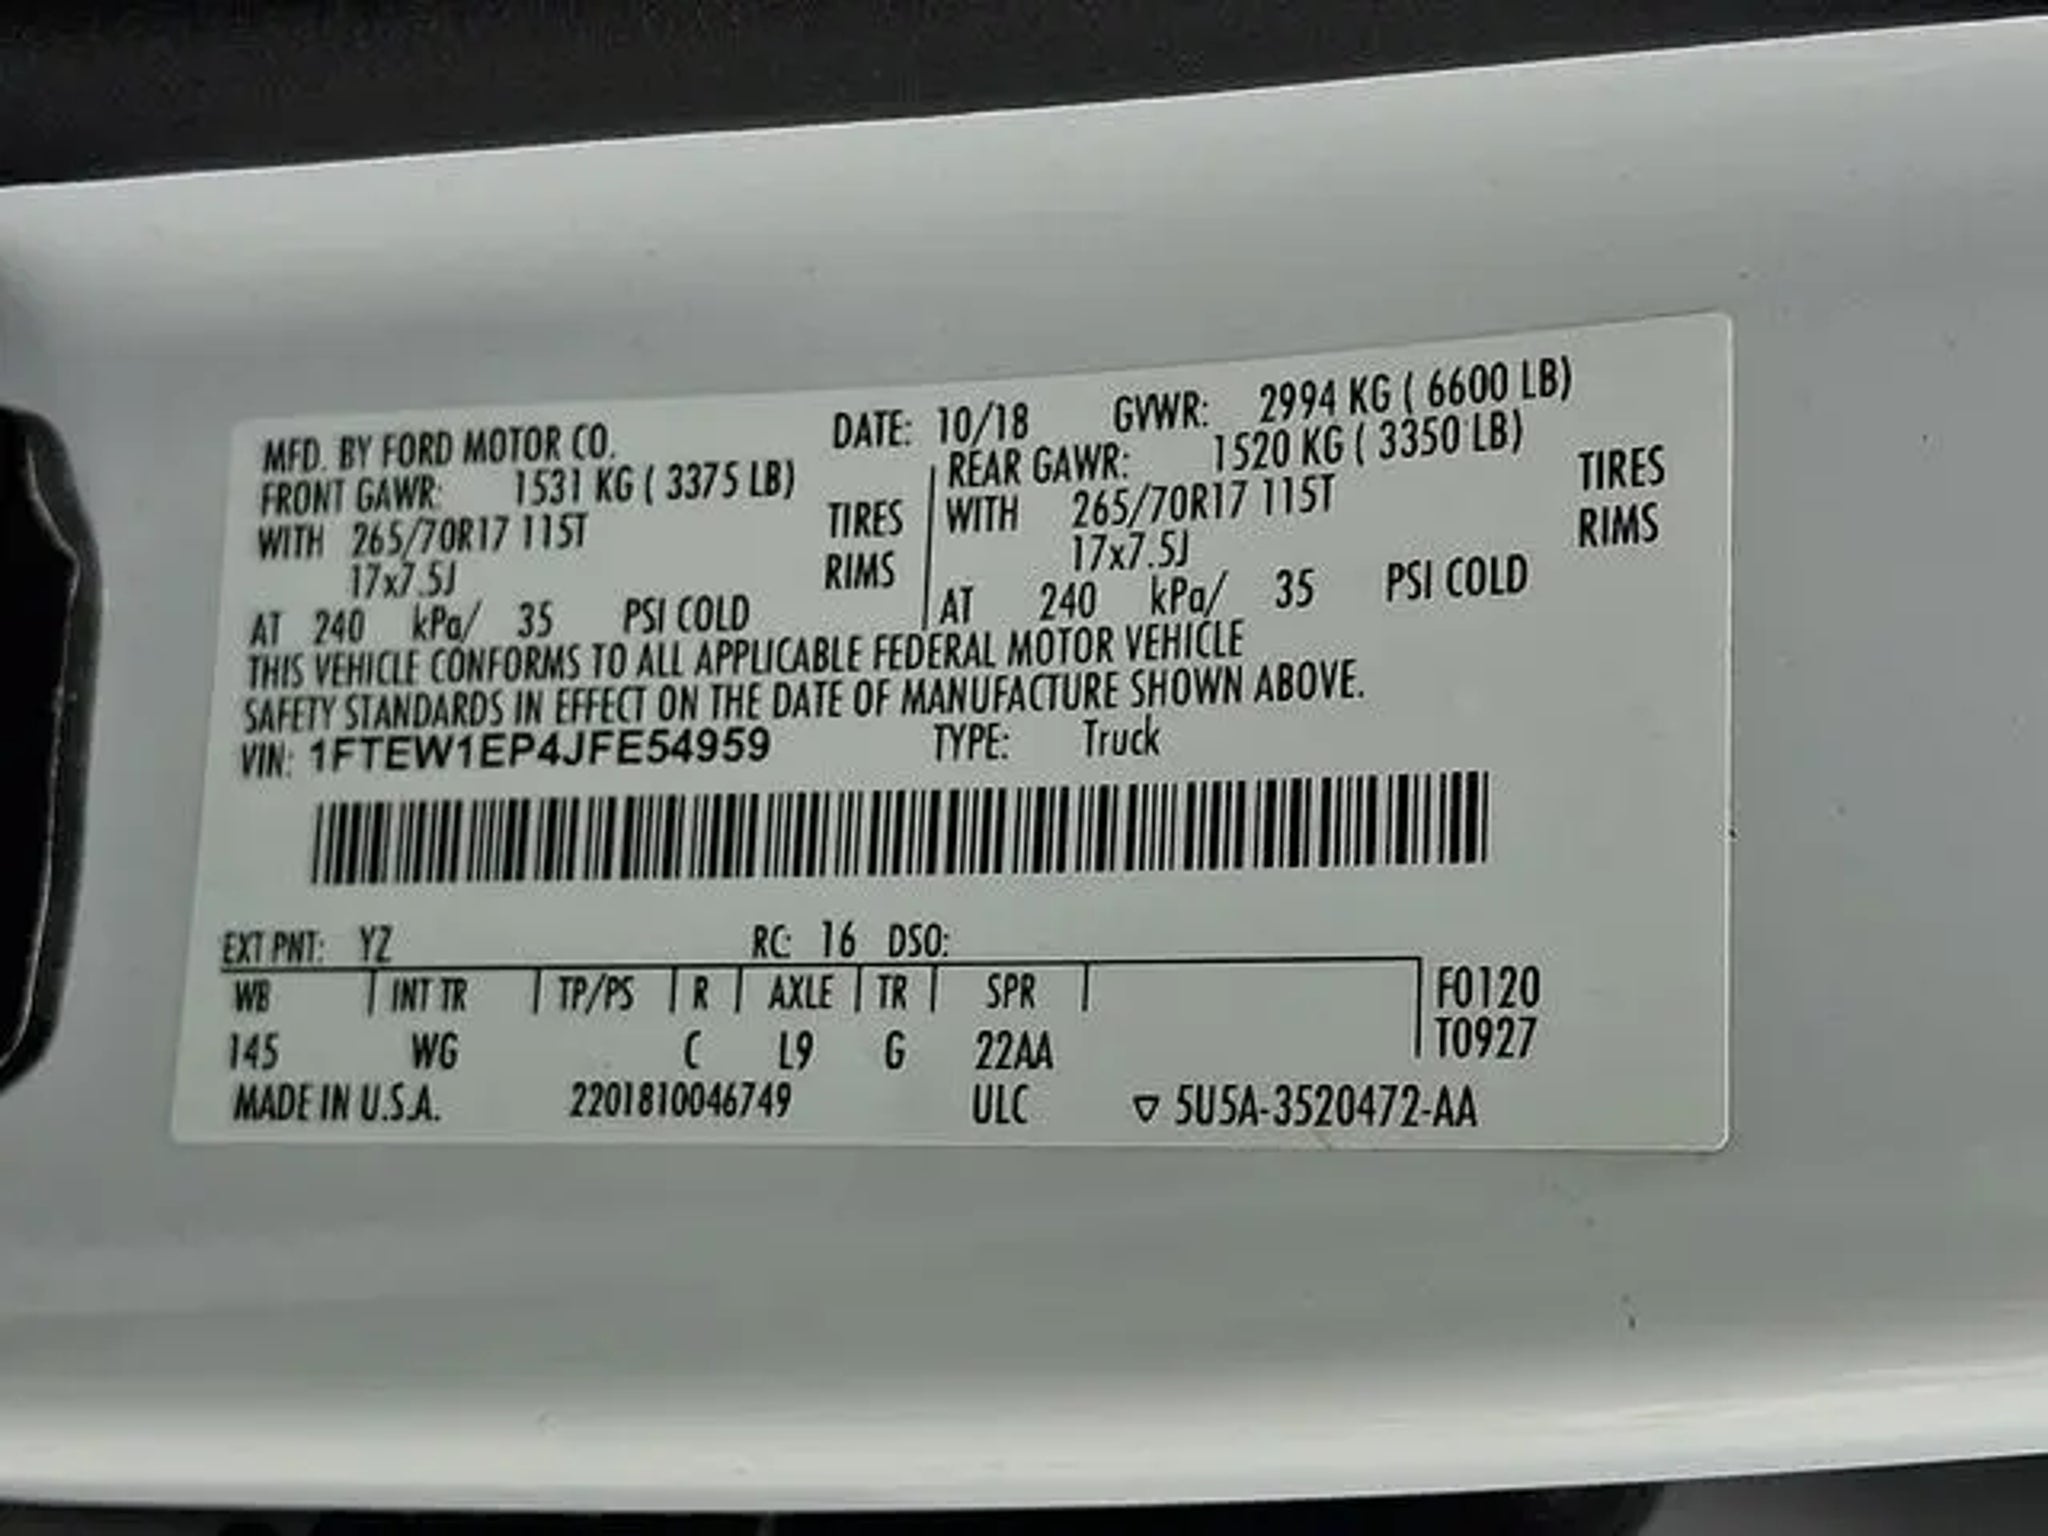 MFD. BY FORD MOTOR CO. DATE: 10/18 GVWR: 2994 KG ( 6600 LB)
FRONT GAWR: 1531 KG ( 3375 LB) REAR GAWR: 1520 KG ( 3350 LB)
WITH 265/70R17 115T TIRES WITH 265/70R17 115T TIRES
17x7.5J RIMS 17x7.5J RIMS
AT 240 kPa/ 35 PSI COLD AT 240 kPa/ 35 PSI COLD
THIS VEHICLE CONFORMS TO ALL APPLICABLE FEDERAL MOTOR VEHICLE
SAFETY STANDARDS IN EFFECT ON THE DATE OF MANUFACTURE SHOWN ABOVE.
VIN: 1FTEW1EP4JFE54959 TYPE: Truck
EXT PNT: YZ RC: 16 DSO:
WB INT TR TP/PS R AXLE TR SPR F0120
145 WG C L9 G 22AA T0927
MADE IN U.S.A. 2201810046749 ULC ▽ 5U5A-3520472-AA